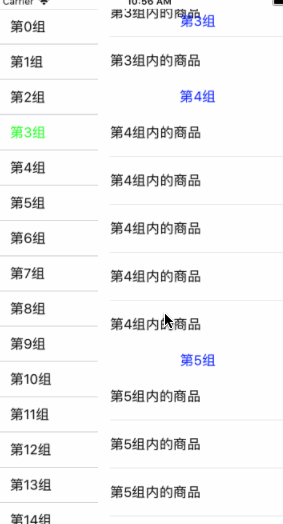 Carrier
10:56 AM
第0组
第1组
第2组
第3组
第4组
第5组
第6组
第7组
第8组
第9组
第10组
第11组
第12组
第13组
第14组
第3组内的商品
第3组
第3组内的商品
第4组
第4组内的商品
第4组内的商品
第4组内的商品
第4组内的商品
第4组内的商品
第5组
第5组内的商品
第5组内的商品
第5组内的商品